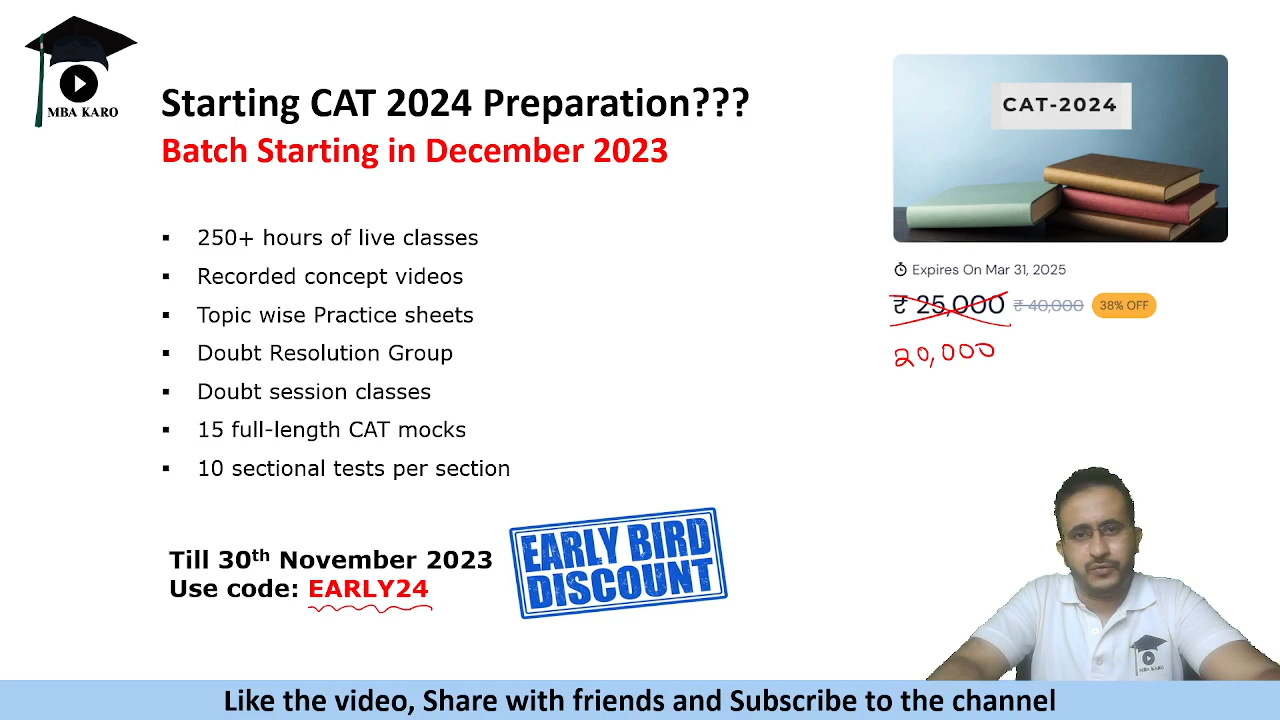 MBA KARO
Starting CAT 2024 Preparation???
Batch Starting in December 2023
▪ 250+ hours of live classes
▪ Recorded concept videos
▪ Topic wise Practice sheets
▪ Doubt Resolution Group
▪ Doubt session classes
▪ 15 full-length CAT mocks
▪ 10 sectional tests per section
Till 30th November 2023
Use code: EARLY24
EARLY BIRD
DISCOUNT
CAT-2024
Expires On Mar 31, 2025
₹ 25,000 ₹ 40,000 38% OFF
20,000
MBA KARO
Like the video, Share with friends and Subscribe to the channel